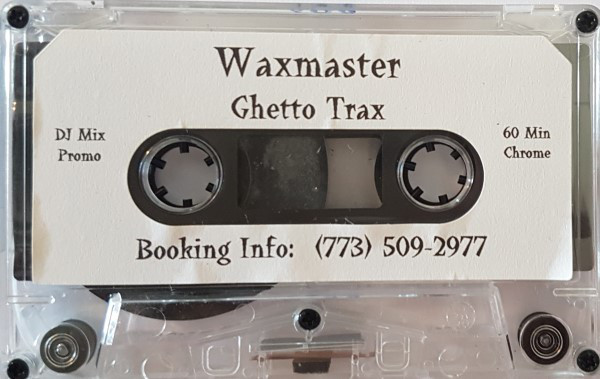 Waxmaster
Ghetto Trax
DJ Mix
Promo
60 Min
Chrome
Booking Info: (773) 509-2977